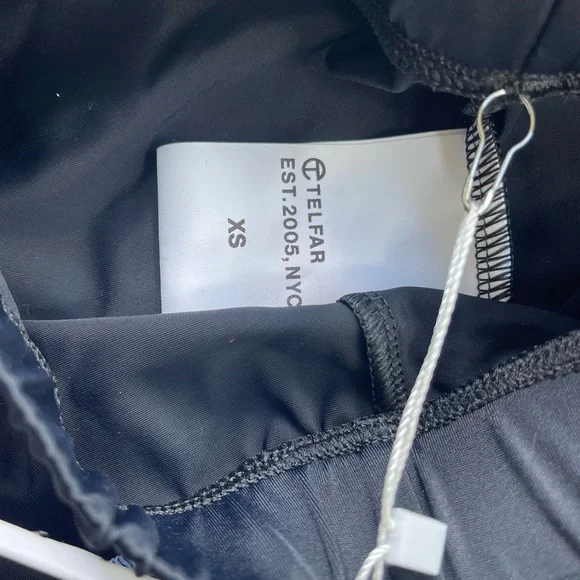 TELFAR
EST. 2005, NYC
XS